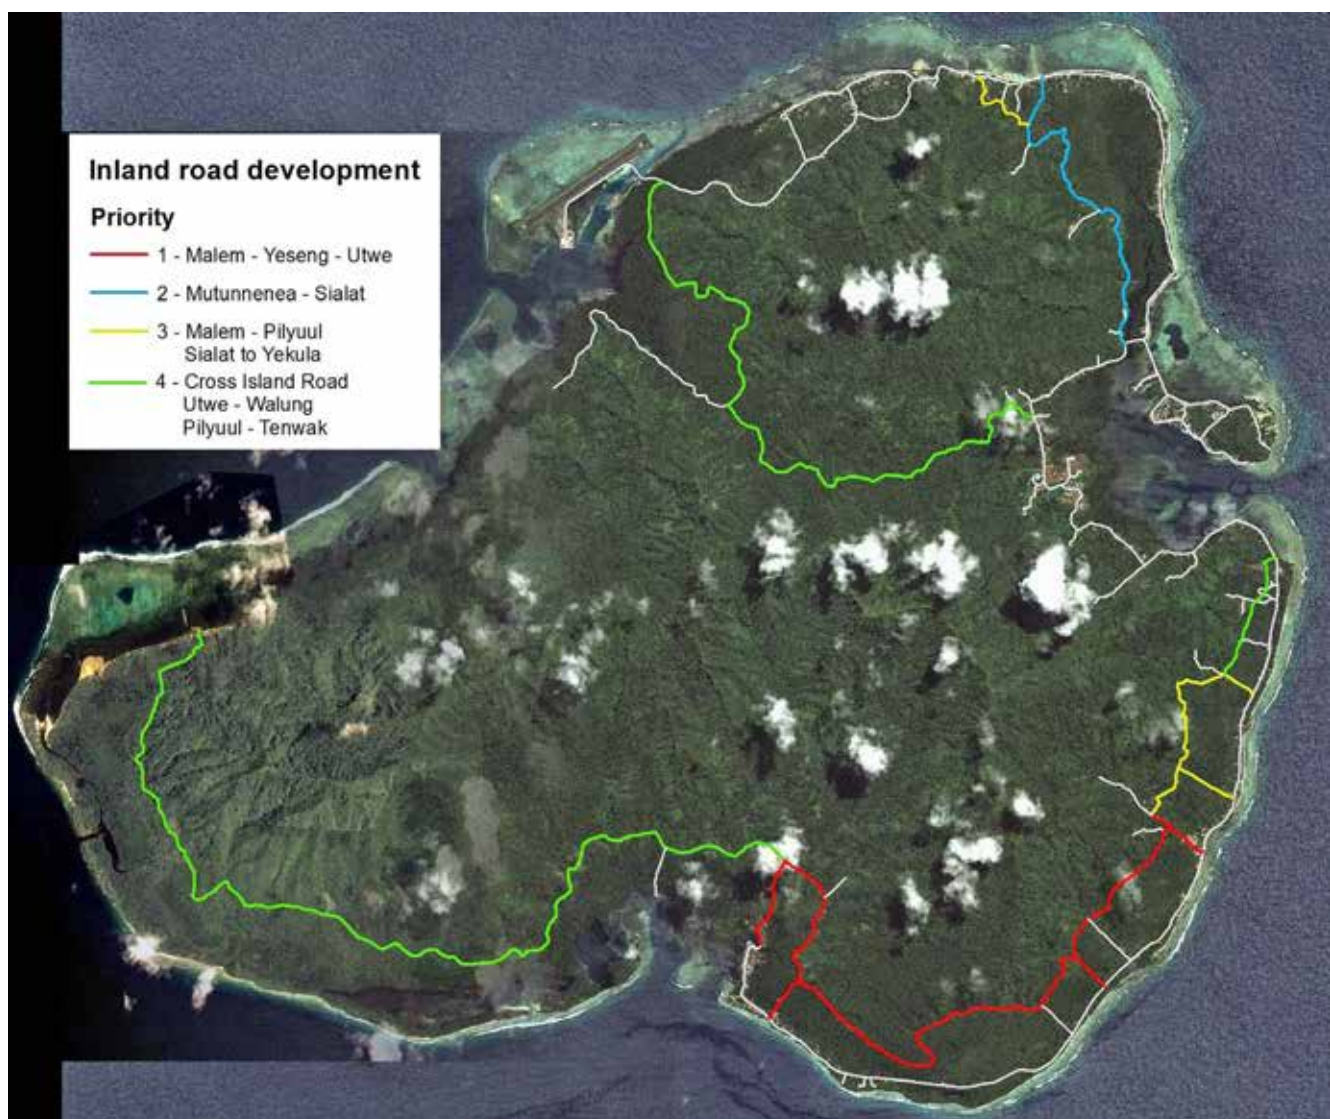 Inland road development
Priority
1 - Malem - Yeseng - Utwe
2 - Mutunnenea - Sialat
3 - Malem - Pilyuul
Sialat to Yekula
4 - Cross Island Road
Utwe - Walung
Pilyuul - Tenwak